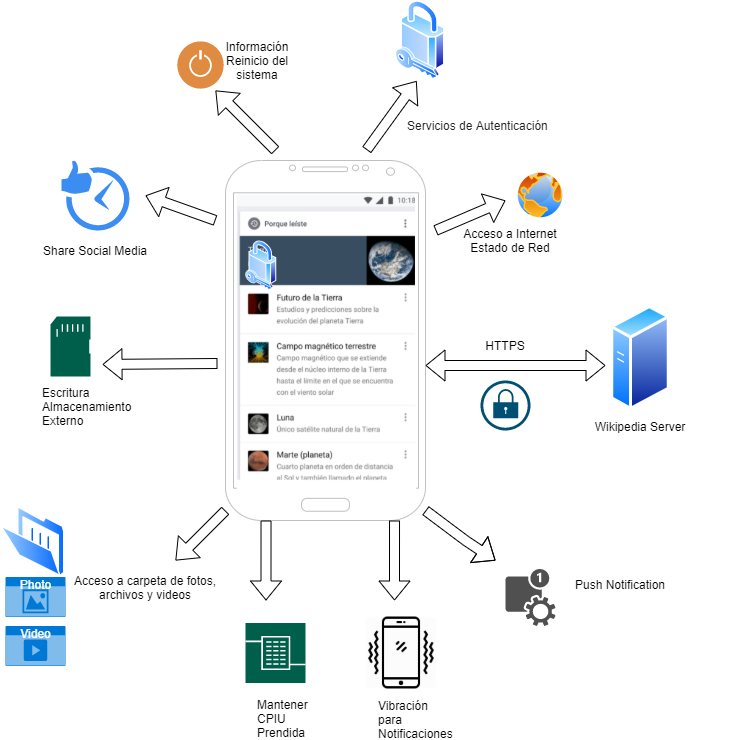 Información
Reinicio del
sistema
Servicios de Autenticación
Share Social Media
Acceso a Internet
Estado de Red
10:18
Porque leíste
Futuro de la Tierra
Estudios y predicciones sobre la
evolución del planeta Tierra
Campo magnético terrestre
Campo magnético que se extiende
desde el núcleo interno de la Tierra
hasta el límite en el que se encuentra
con el viento solar
Luna
Único satélite natural de la Tierra
Marte (planeta)
Cuarto planeta en orden de distancia
al Sol y también llamado el planeta
HTTPS
Wikipedia Server
Escritura
Almacenamiento
Externo
Acceso a carpeta de fotos,
archivos y videos
Photo
Video
1
Push Notification
Mantener
CPIU
Prendida
Vibración
para
Notificaciones